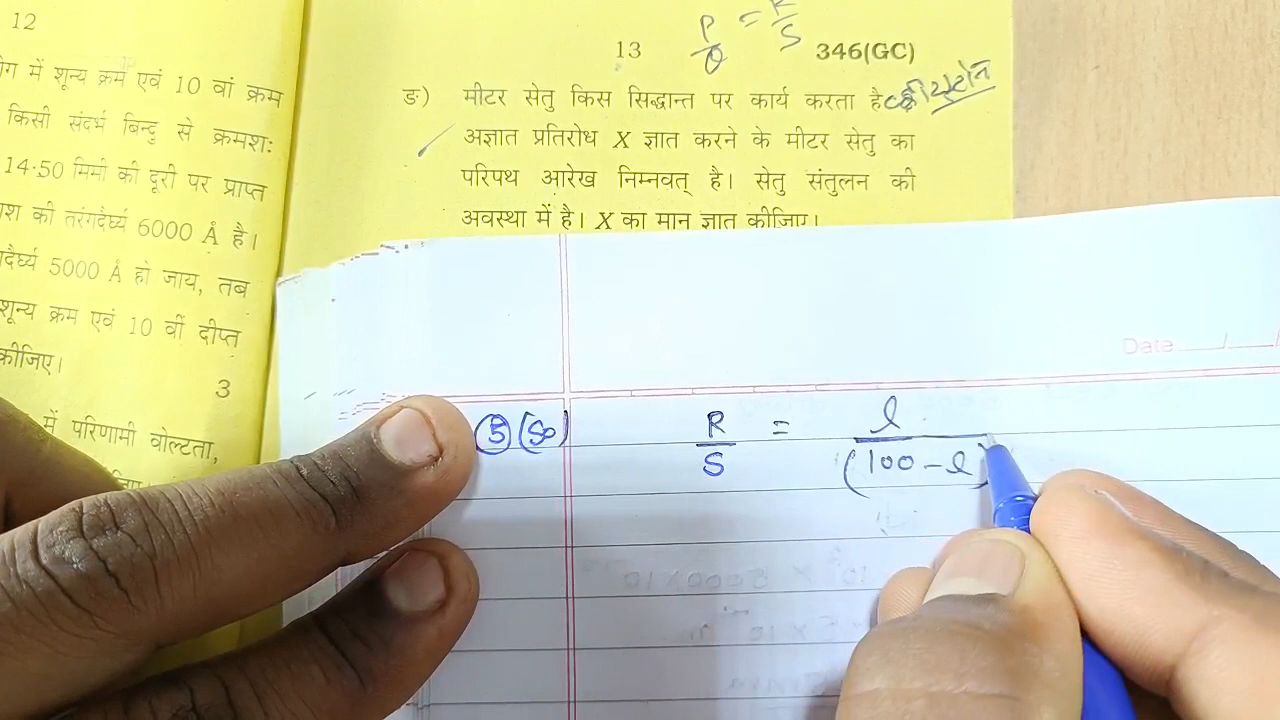 12
में शून्य क्रम एवं 10 वां क्रम
किसी संदर्भ बिन्दु से क्रमशः
14·50 मिमी की दूरी पर प्राप्त
की तरंगदैर्घ्य 6000 Å है।
5000 Å हो जाय, तब
शून्य क्रम एवं 10 वीं दीप्त
कीजिए।
3
में परिणामी वोल्टता,
P/Q = R/S
13 346(GC)
ङ) मीटर सेतु किस सिद्धान्त पर कार्य करता है
अज्ञात प्रतिरोध X ज्ञात करने के मीटर सेतु का
परिपथ आरेख निम्नवत् है। सेतु संतुलन की
अवस्था में है। X का मान ज्ञात कीजिए।
Date
R/S = l/(100 - l)